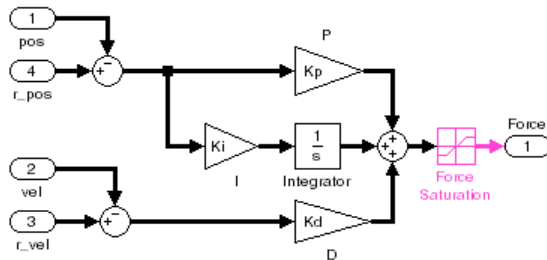 1
pos
4
r_pos
P
Kp
Ki
I
1
s
Integrator
Force
1
Force
Saturation
2
vel
3
r_vel
Kd
D